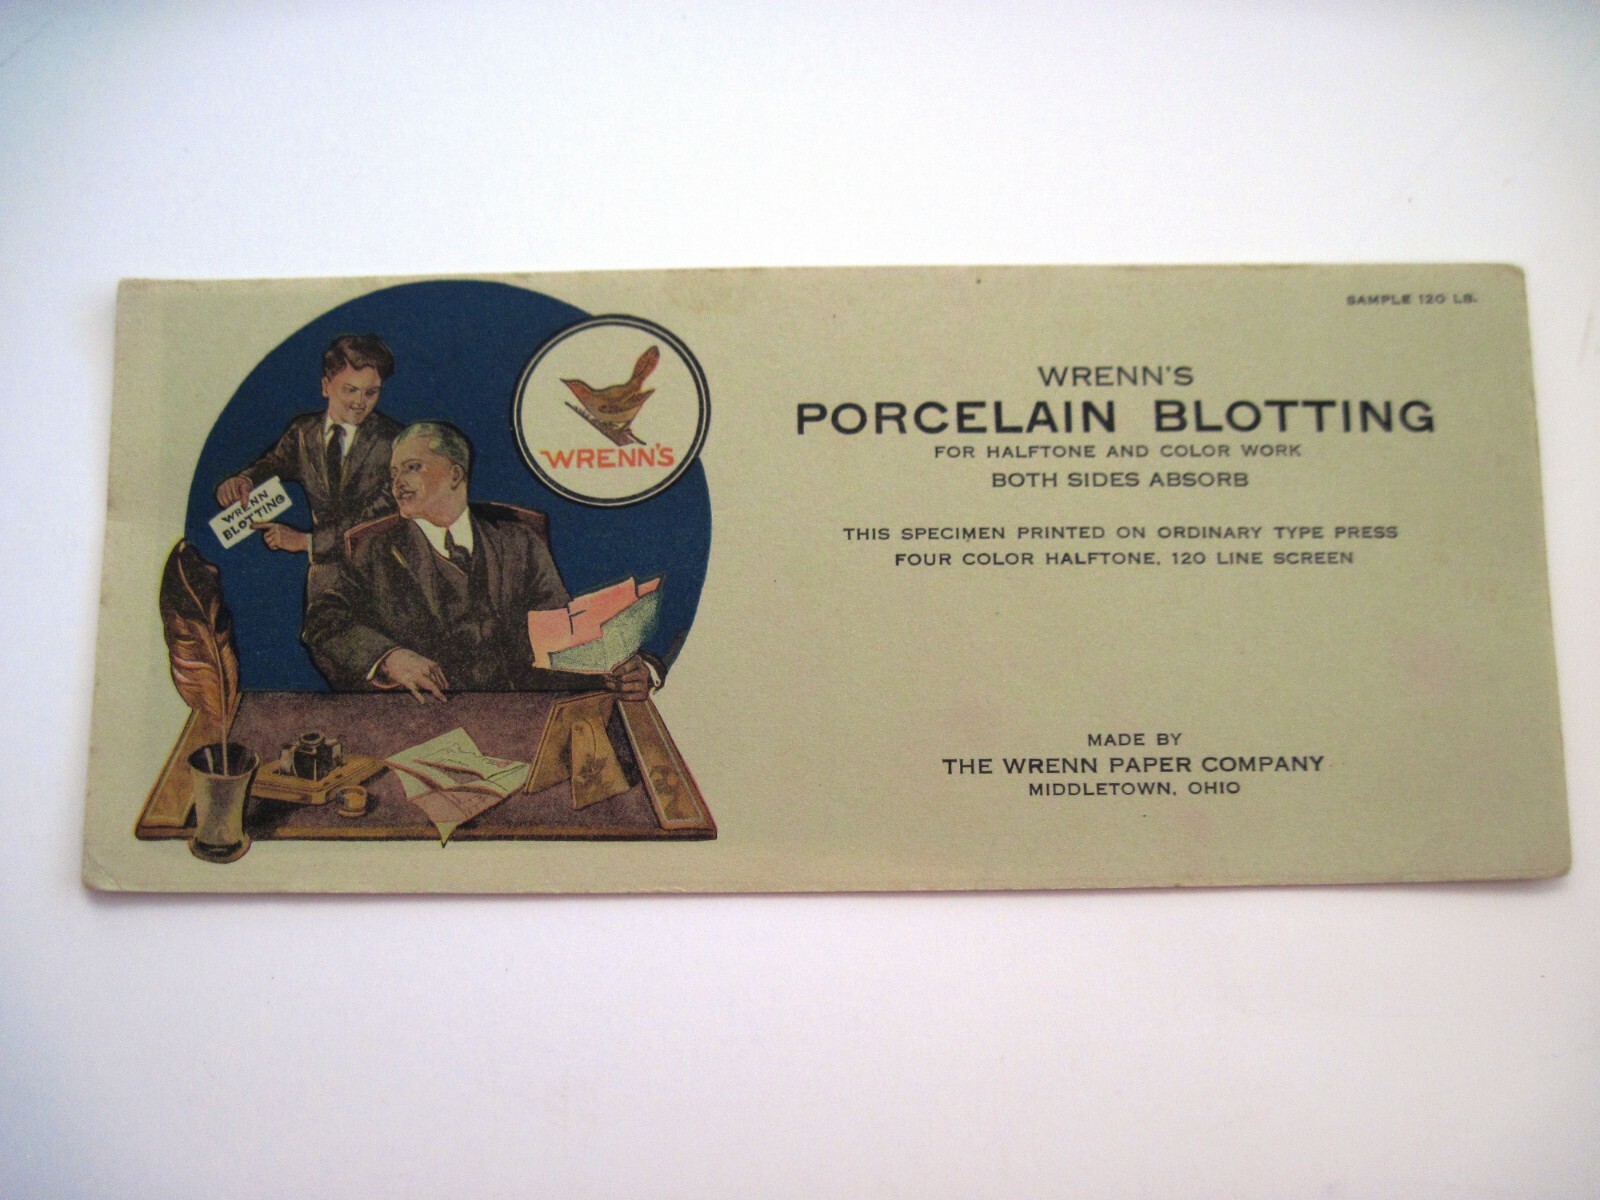 SAMPLE 120 LB.
WRENN'S
PORCELAIN BLOTTING
FOR HALFTONE AND COLOR WORK
BOTH SIDES ABSORB
THIS SPECIMEN PRINTED ON ORDINARY TYPE PRESS
FOUR COLOR HALFTONE, 120 LINE SCREEN
MADE BY
THE WRENN PAPER COMPANY
MIDDLETOWN, OHIO
WRENN'S
WRENN
BLOTTING